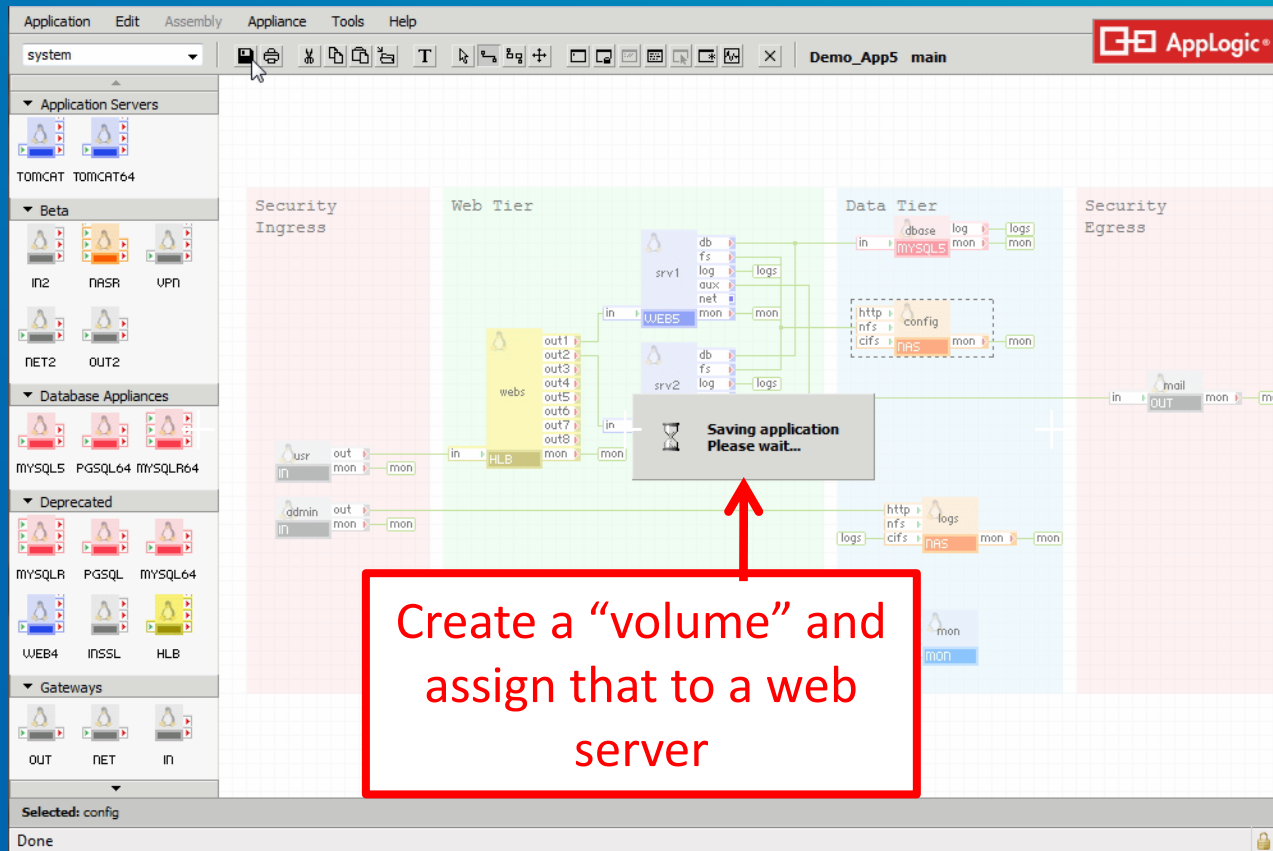 Application Edit Assembly Appliance Tools Help
system
T
Demo_App5 main
AppLogic®
Application Servers
TOMCAT TOMCAT64
Beta
IN2 NASR VPN
NET2 OUT2
Database Appliances
MYSQL5 PGSQL64 MYSQLR64
Deprecated
MYSQLR PGSQL MYSQL64
WEB4 INSSL HLB
Gateways
OUT NET IN
Security
Ingress
usr
IN
out
mon
mon
admin
IN
out
mon
mon
Web Tier
in
webs
HLB
out1
out2
out3
out4
out5
out6
out7
out8
mon
mon
in
srv1
WEB5
db
fs
log
aux
net
mon
logs
mon
in
srv2
db
fs
log
logs
Saving application
Please wait...
Data Tier
in
dbase
MYSQL5
log
mon
logs
mon
http
nfs
cifs
config
NAS
mon
mon
logs
http
nfs
cifs
logs
NAS
mon
mon
mon
mon
Security
Egress
in
mail
OUT
mon
Create a “volume” and
assign that to a web
server
Selected: config
Done